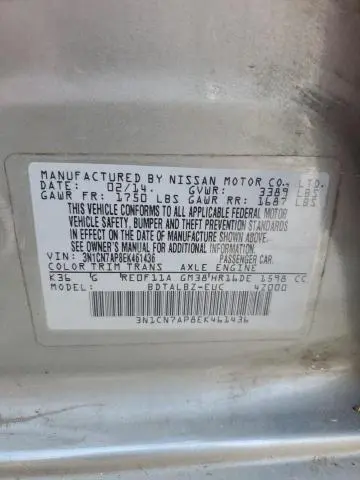 MANUFACTURED BY NISSAN MOTOR CO., LTD.
DATE: 02/14. GVWR: 3389 LBS
GAWR FR: 1750 LBS GAWR RR: 1687 LBS
THIS VEHICLE CONFORMS TO ALL APPLICABLE FEDERAL MOTOR
VEHICLE SAFETY, BUMPER AND THEFT PREVENTION STANDARDS
IN EFFECT ON THE DATE OF MANUFACTURE SHOWN ABOVE.
SEE OWNER'S MANUAL FOR ADDITIONAL INFORMATION
VIN: 3N1CN7AP8EK461436 PASSENGER CAR.
COLOR TRIM TRANS AXLE ENGINE
K36 G RE0F11A GM38 HR16DE 1598 CC
BDTALBZ-EUC 4Z000
3N1CN7AP8EK461436